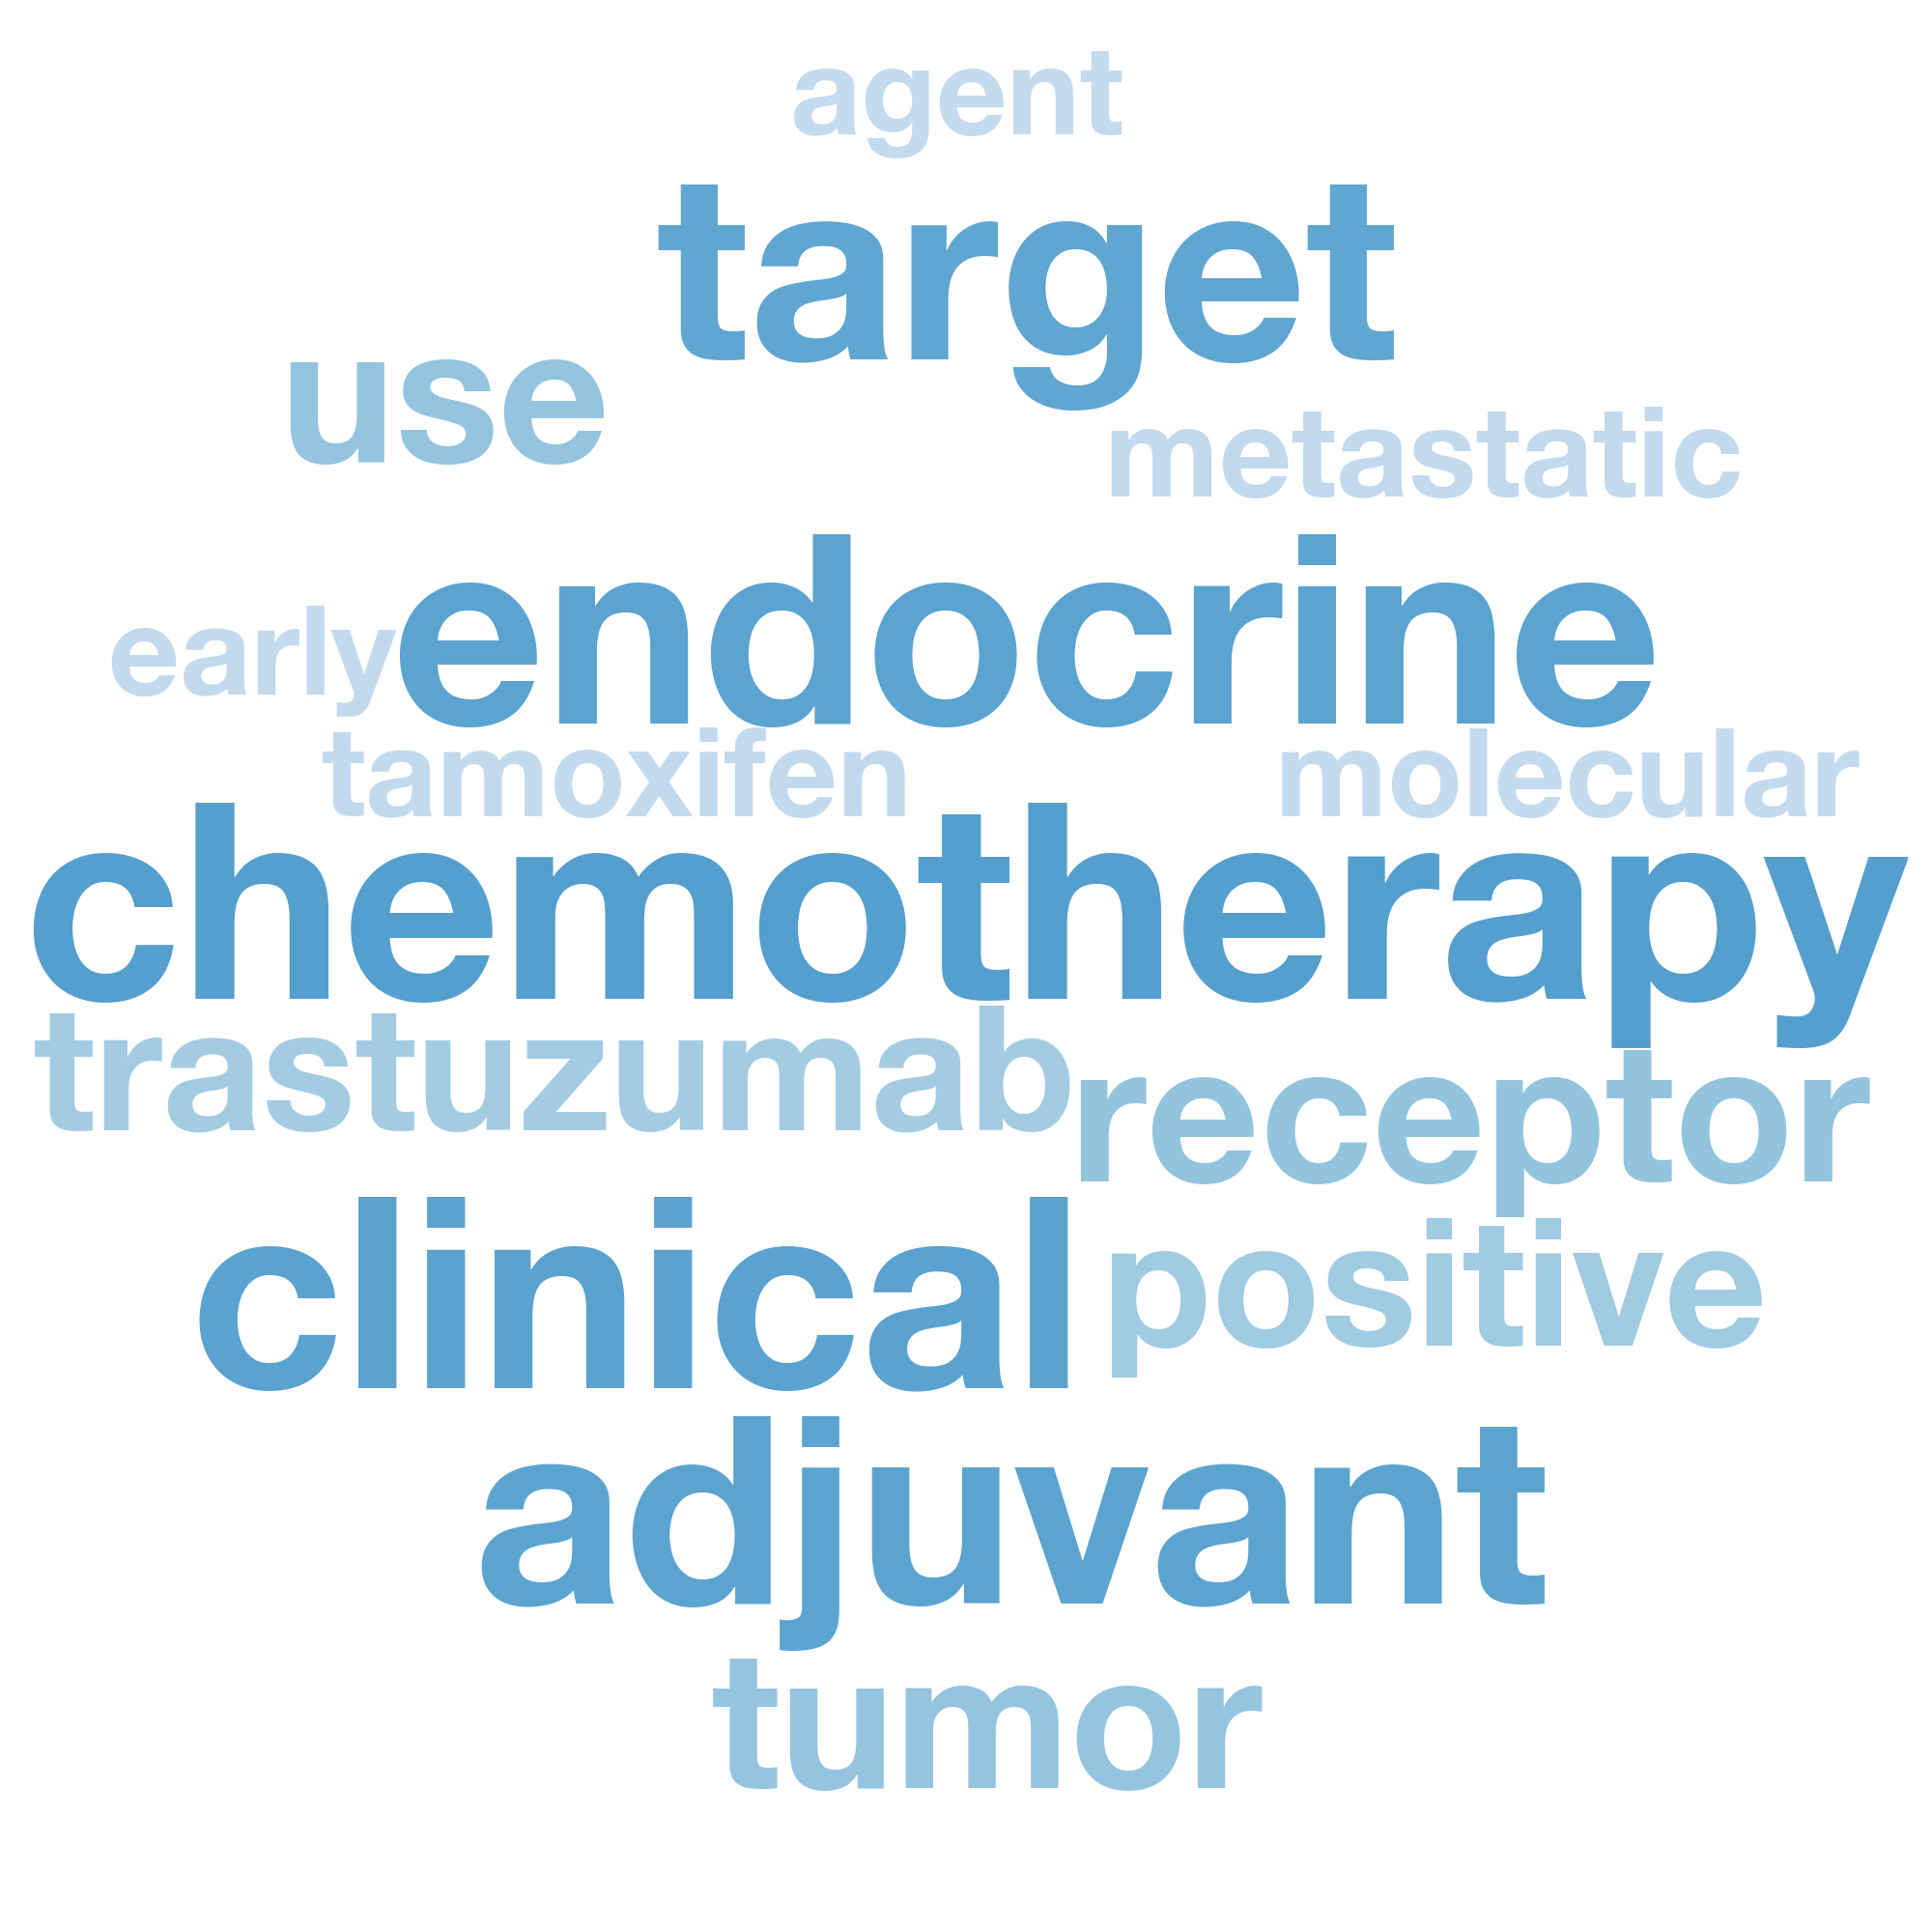 agent
target
use
metastatic
endocrine
early
tamoxifen
molecular
chemotherapy
trastuzumab
receptor
clinical
positive
adjuvant
tumor